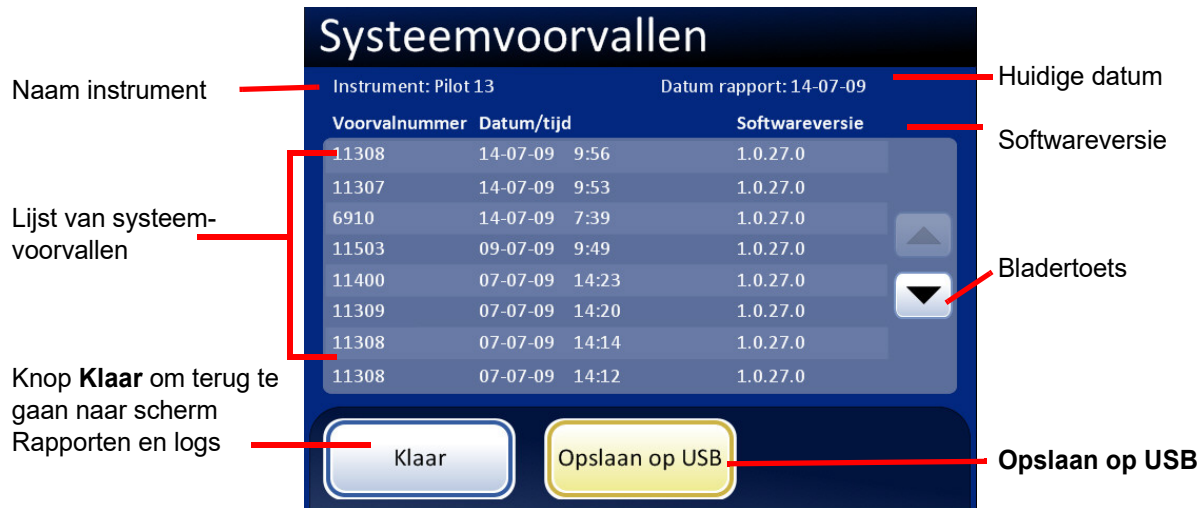 Systeemvoorvallen
Naam instrument
Instrument: Pilot 13 Datum rapport: 14-07-09
Huidige datum
Voorvalnummer Datum/tijd Softwareversie
Softwareversie
11308 14-07-09 9:56 1.0.27.0
11307 14-07-09 9:53 1.0.27.0
6910 14-07-09 7:39 1.0.27.0
11503 09-07-09 9:49 1.0.27.0
11400 07-07-09 14:23 1.0.27.0
11309 07-07-09 14:20 1.0.27.0
11308 07-07-09 14:14 1.0.27.0
11308 07-07-09 14:12 1.0.27.0
Lijst van systeem-
voorvallen
Bladertoets
Knop Klaar om terug te
gaan naar scherm
Rapporten en logs
Klaar
Opslaan op USB
Opslaan op USB